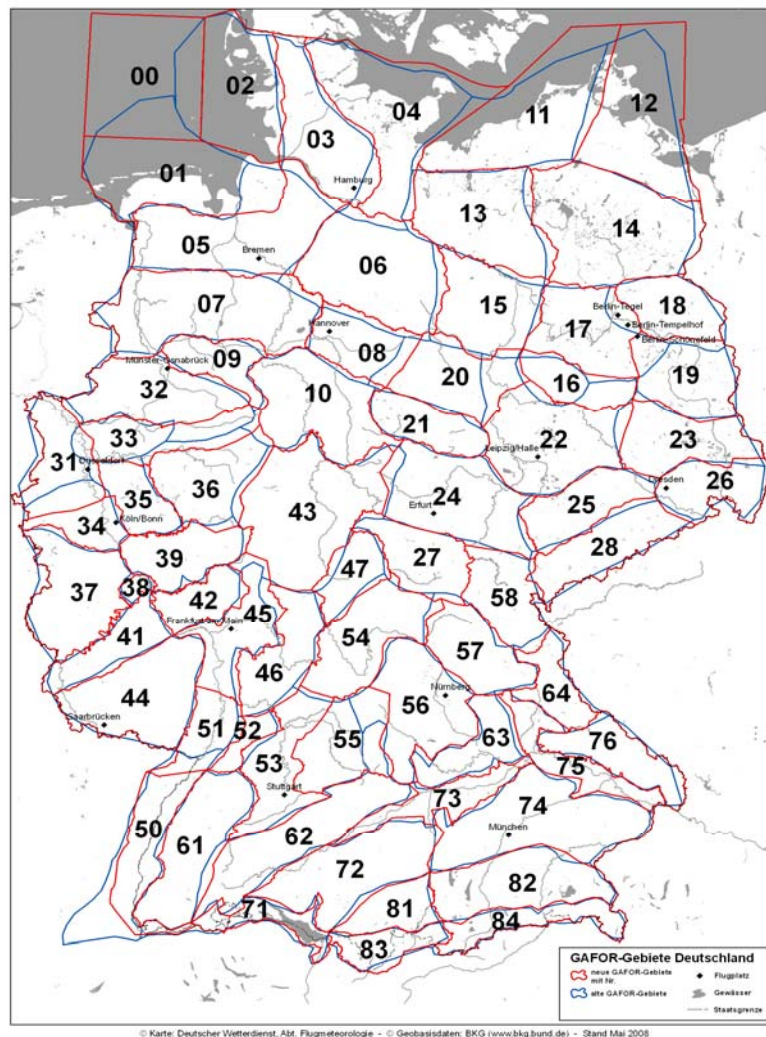 00
02
04
12
11
03
01
Hamburg
13
14
05
Bremen
06
07
15
18
Berlin-Tegel
17
Berlin-Tempelhof
Hannover
Berlin-Schönefeld
08
09
Münster-Osnabrück
20
32
16
19
10
21
33
22
23
Leipzig/Halle
31
Düsseldorf
35
36
26
Dresden
24
25
Erfurt
43
34
Köln/Bonn
28
39
27
47
38
37
58
42
45
Frankfurt am Main
41
54
57
46
Nürnberg
64
44
56
Saarbrücken
51
52
55
63
76
53
75
Stuttgart
73
74
50
61
62
München
72
82
71
81
84
83
GAFOR-Gebiete Deutschland
neue GAFOR-Gebiete mit Nr.
Flugplatz
alte GAFOR-Gebiete
Gewässer
Staatsgrenze
© Karte: Deutscher Wetterdienst, Abt. Flugmeteorologie - © Geobasisdaten: BKG (www.bkg.bund.de) - Stand Mai 2008